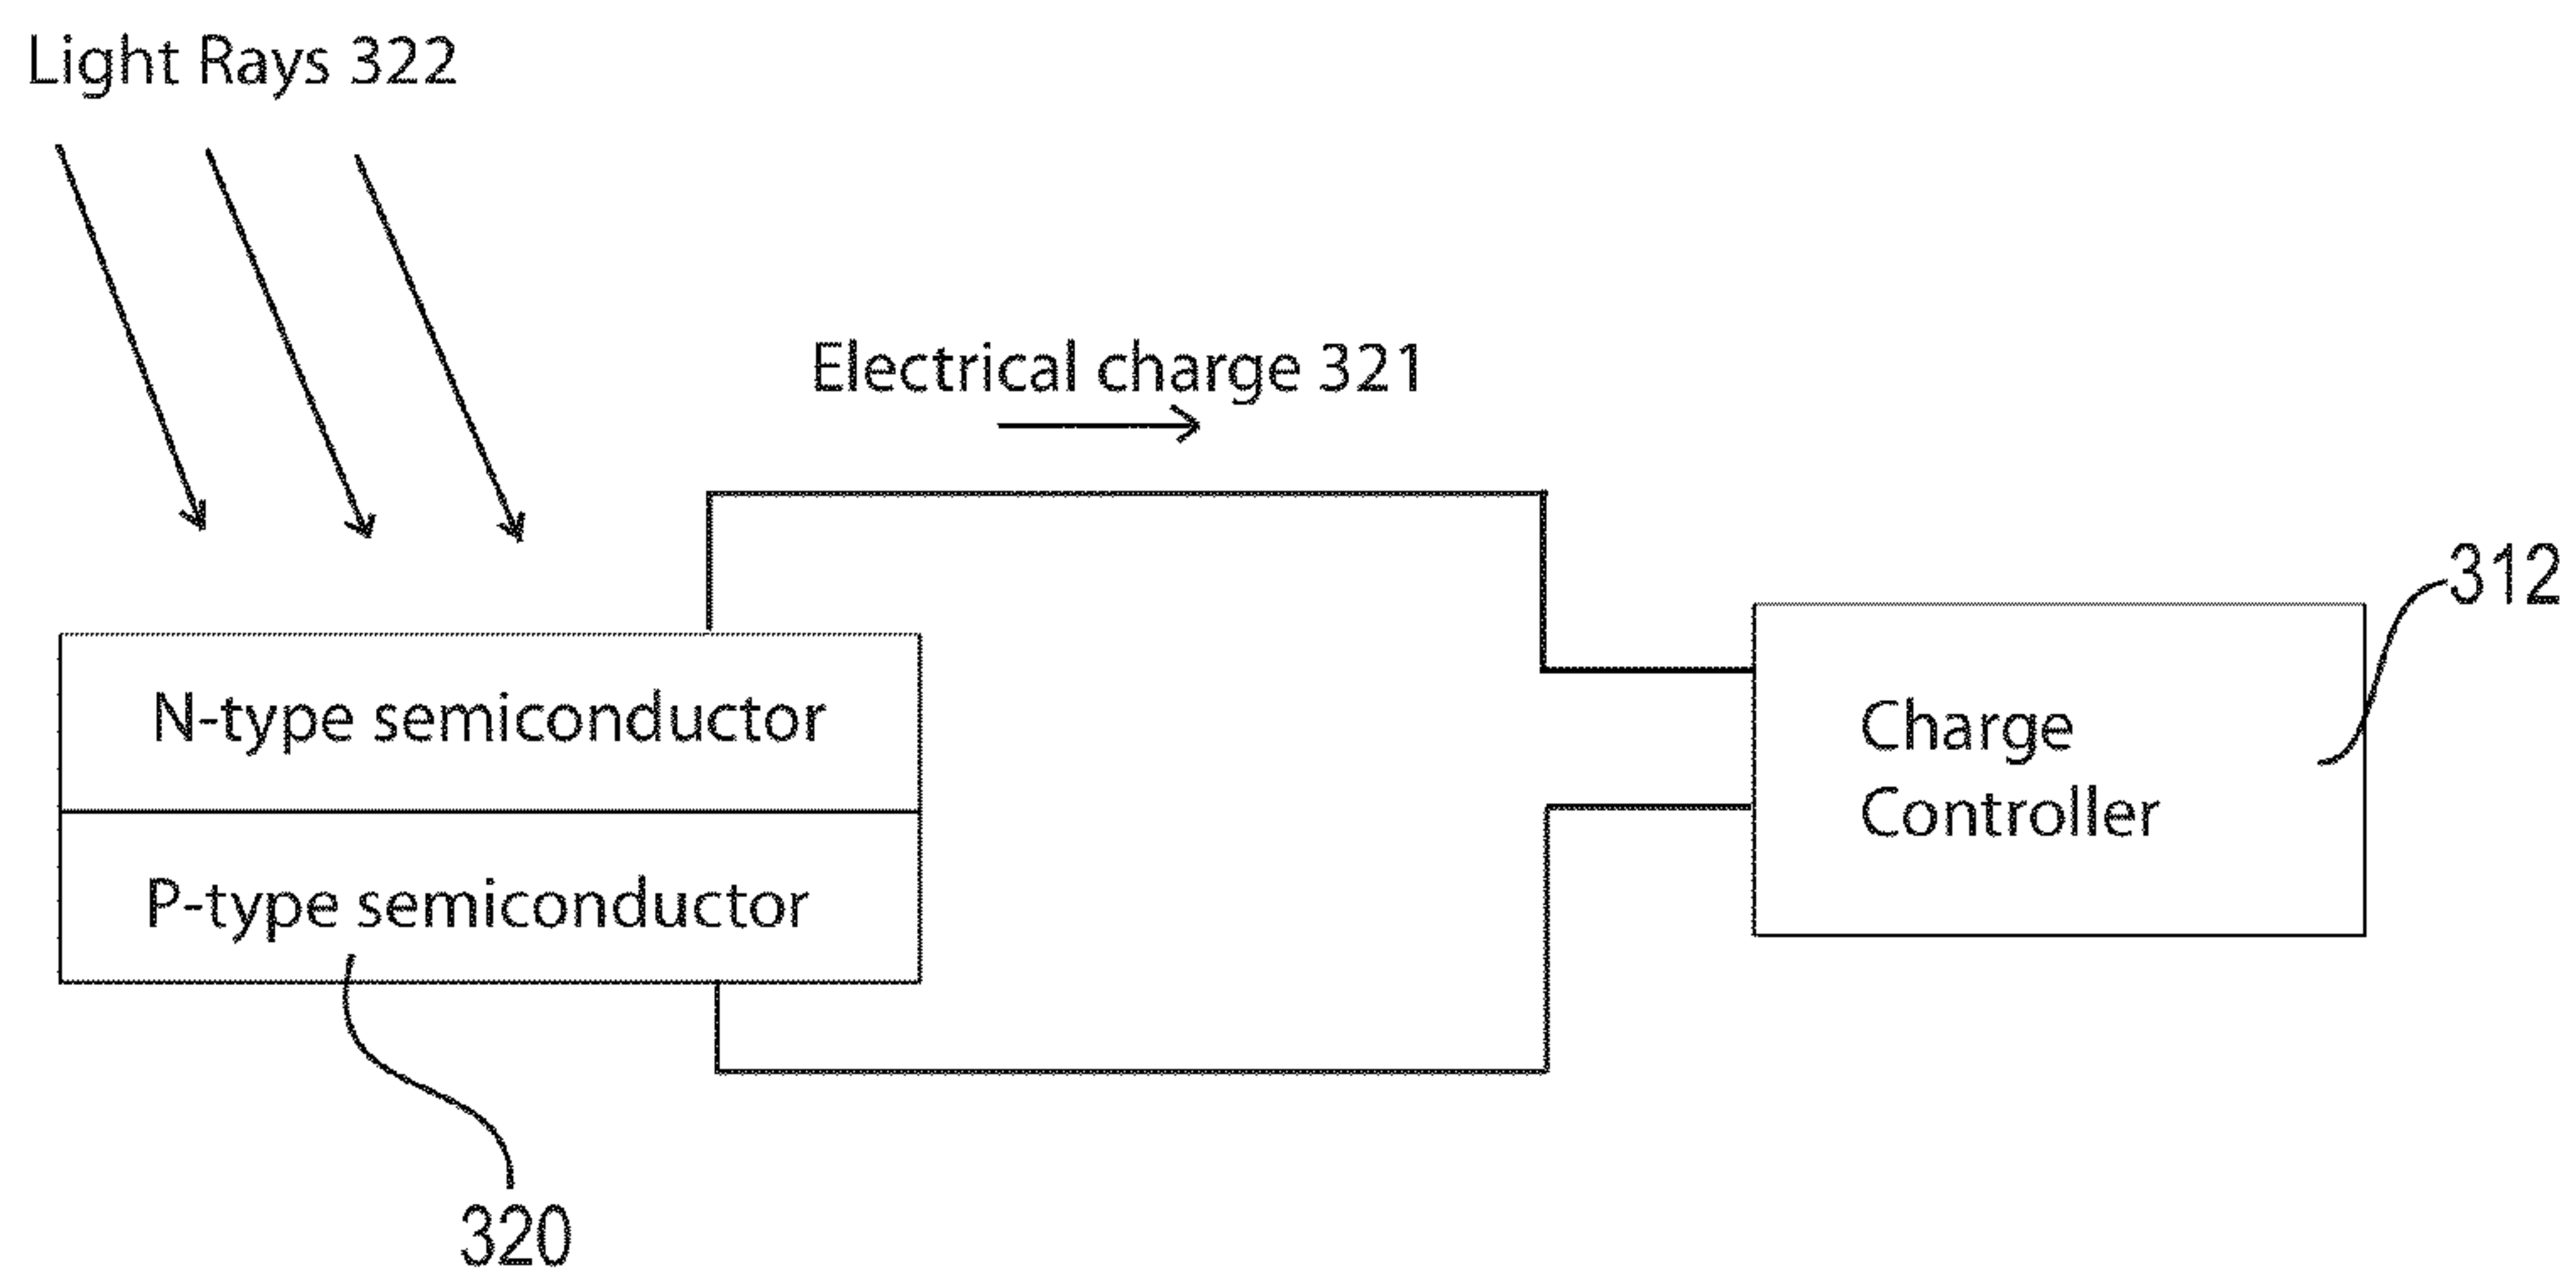 Light Rays 322
Electrical charge 321
312
N-type semiconductor
Charge
Controller
P-type semiconductor
320